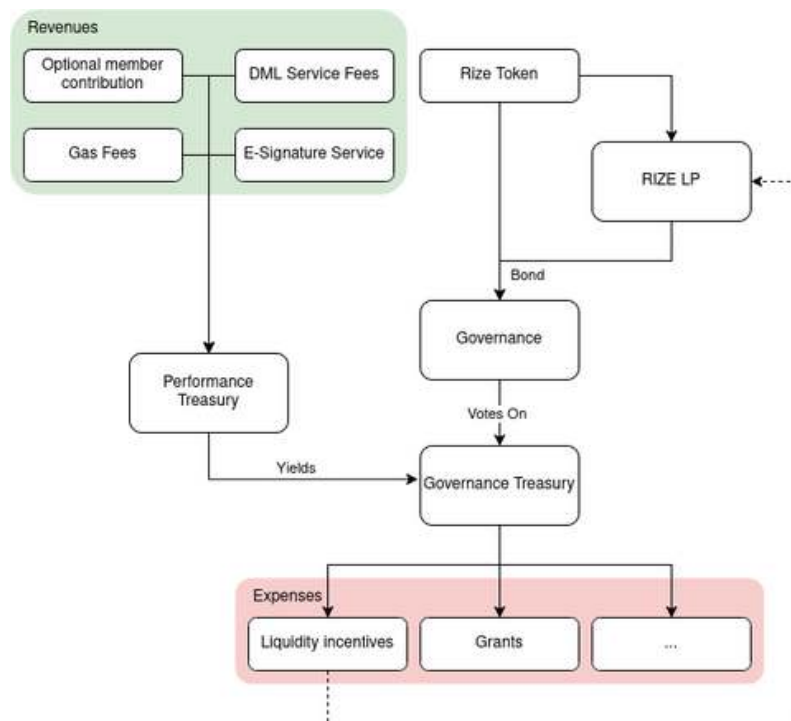 Revenues
Optional member
contribution
DML Service Fees
Rize Token
Gas Fees
E-Signature Service
RIZE LP
Bond
Governance
Performance
Treasury
Votes On
Yields
Governance Treasury
Expenses
Liquidity incentives
Grants
...